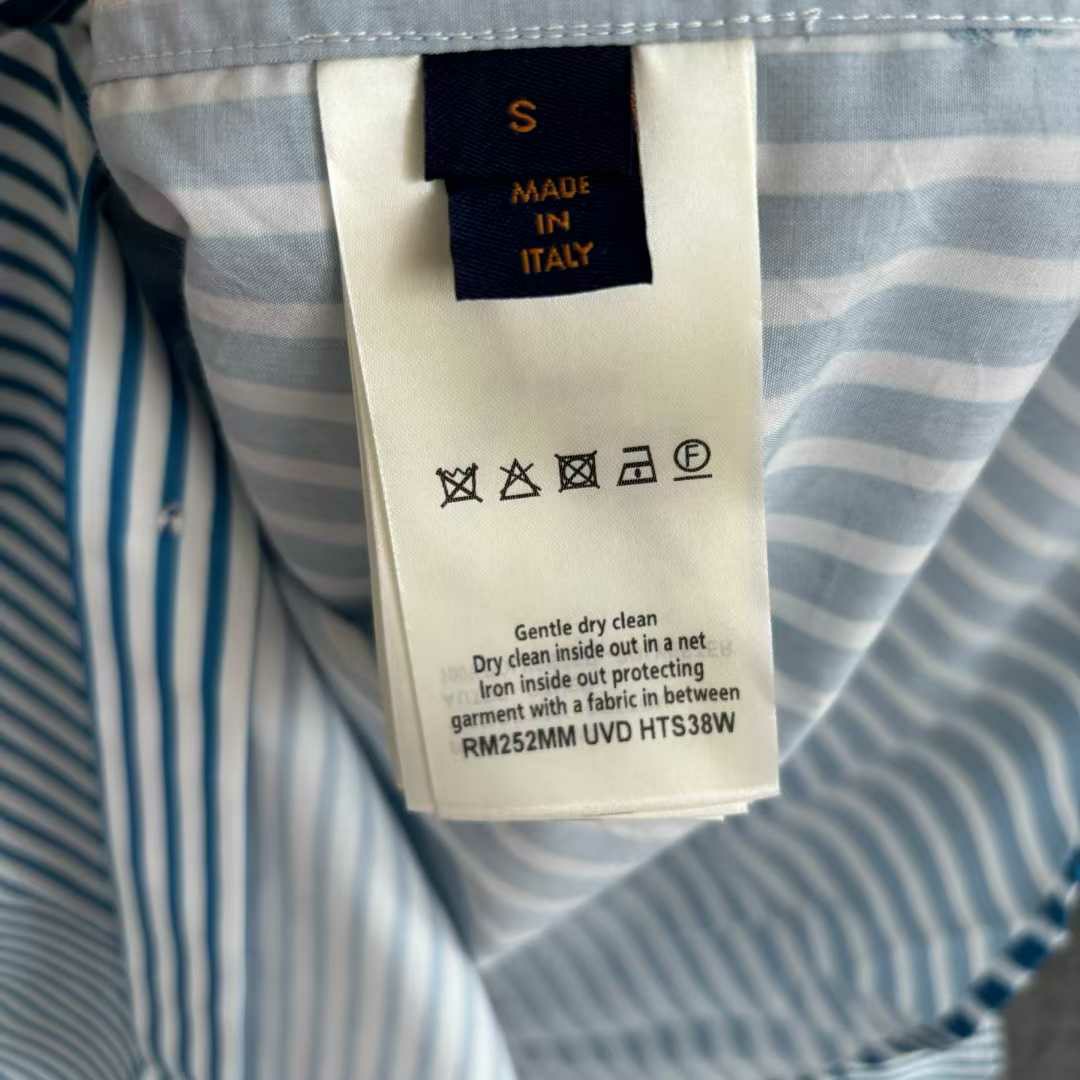 S
MADE
IN
ITALY
F
Gentle dry clean
Dry clean inside out in a net
Iron inside out protecting
garment with a fabric in between
RM252MM UVD HTS38W